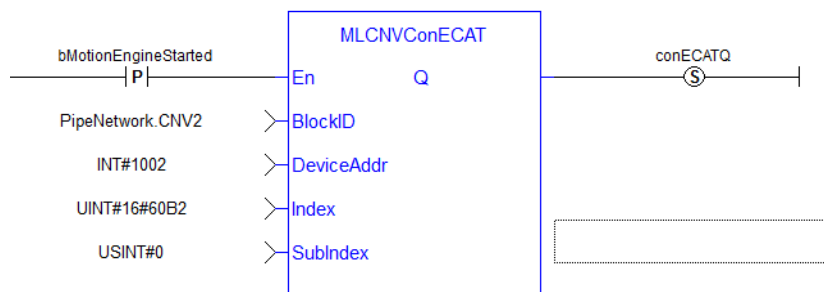 MLCNVConECAT
bMotionEngineStarted
conECATQ
P
En
Q
S
PipeNetwork.CNV2
BlockID
INT#1002
DeviceAddr
UINT#16#60B2
Index
USINT#0
SubIndex